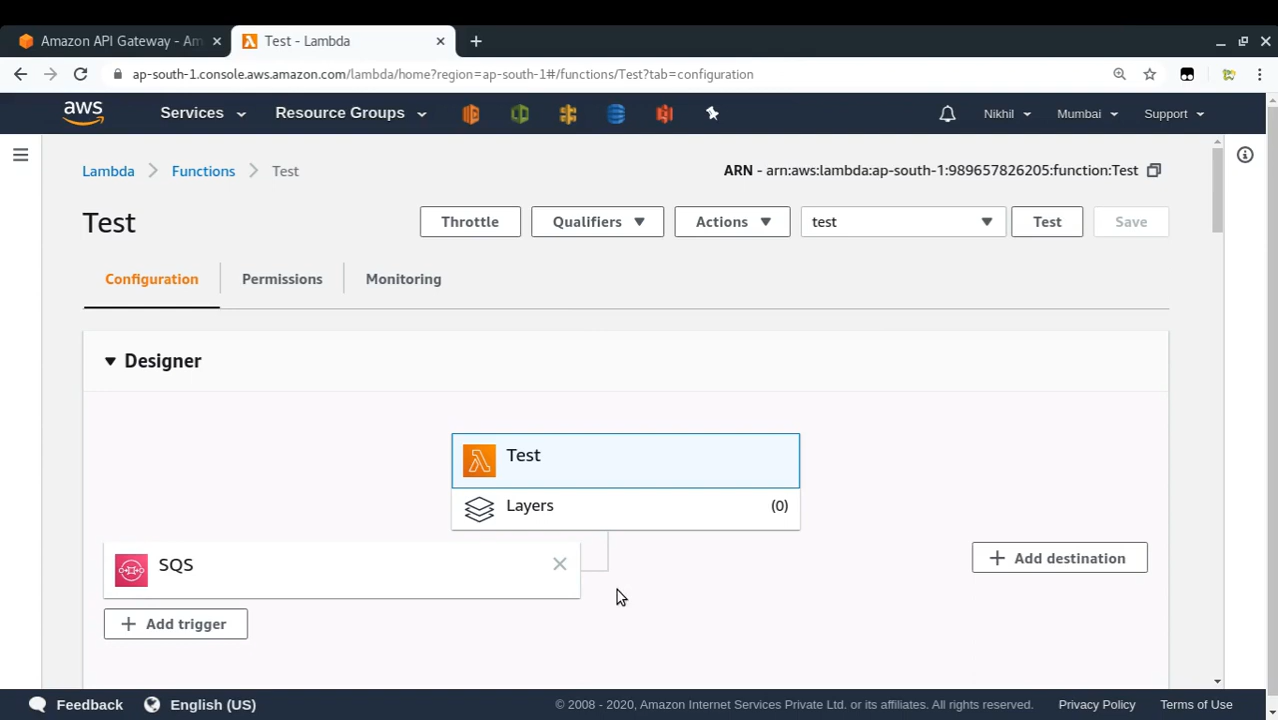 Amazon API Gateway - Am
Test - Lambda
ap-south-1.console.aws.amazon.com/lambda/home?region=ap-south-1#/functions/Test?tab=configuration
aws
Services
Resource Groups
Nikhil
Mumbai
Support
Lambda
Functions
Test
ARN - arn:aws:lambda:ap-south-1:989657826205:function:Test
Test
Throttle
Qualifiers
Actions
test
Test
Save
Configuration
Permissions
Monitoring
Designer
Test
Layers
(0)
SQS
Add destination
Add trigger
Feedback
English (US)
© 2008 - 2020, Amazon Internet Services Private Ltd. or its affiliates. All rights reserved.
Privacy Policy
Terms of Use